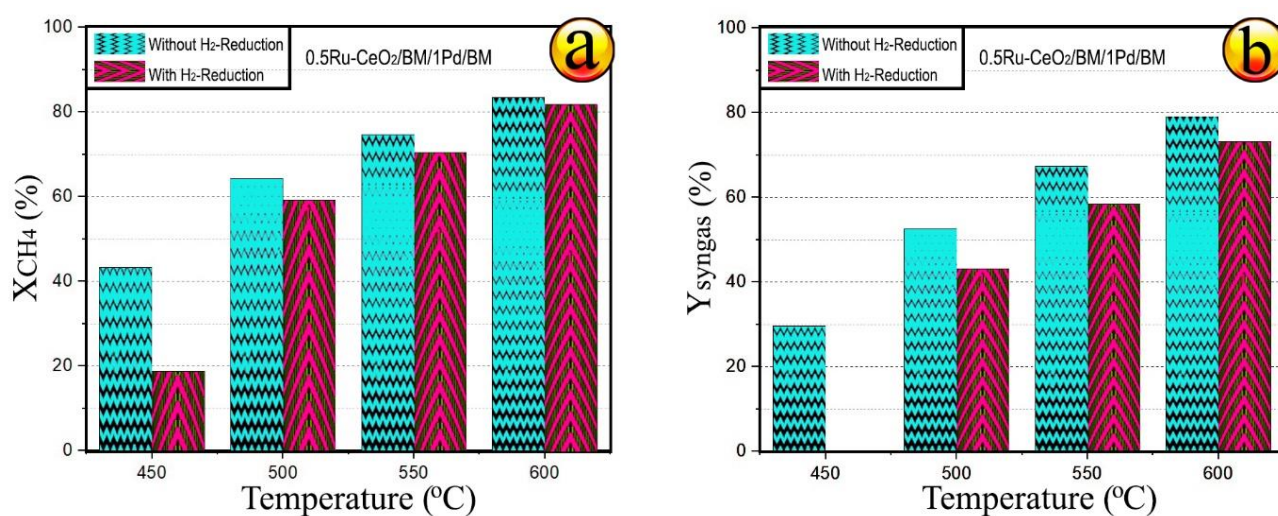 100
80
60
40
20
0
XCH4 (%)
Without H2-Reduction
With H2-Reduction
0.5Ru-CeO2/BM/1Pd/BM
a
450 500 550 600
Temperature (ºC)
100
80
60
40
20
0
Ysyngas (%)
Without H2-Reduction
With H2-Reduction
0.5Ru-CeO2/BM/1Pd/BM
b
450 500 550 600
Temperature (ºC)